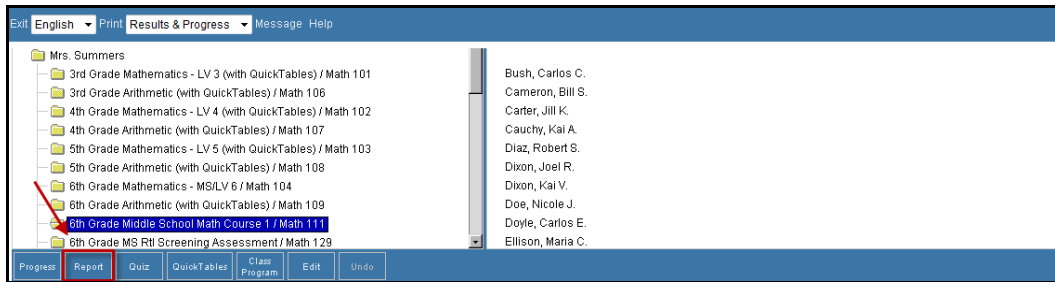 Exit English Print Results & Progress Message Help
Mrs. Summers
3rd Grade Mathematics - LV 3 (with QuickTables) / Math 101
3rd Grade Arithmetic (with QuickTables) / Math 106
4th Grade Mathematics - LV 4 (with QuickTables) / Math 102
4th Grade Arithmetic (with QuickTables) / Math 107
5th Grade Mathematics - LV 5 (with QuickTables) / Math 103
5th Grade Arithmetic (with QuickTables) / Math 108
6th Grade Mathematics - MS/LV 6 / Math 104
6th Grade Arithmetic (with QuickTables) / Math 109
6th Grade Middle School Math Course 1 / Math 111
6th Grade MS RtI Screening Assessment / Math 129
Bush, Carlos C.
Cameron, Bill S.
Carter, Jill K.
Cauchy, Kai A.
Diaz, Robert S.
Dixon, Joel R.
Dixon, Kai V.
Doe, Nicole J.
Doyle, Carlos E.
Ellison, Maria C.
Progress Report Quiz QuickTables Class Program Edit Undo